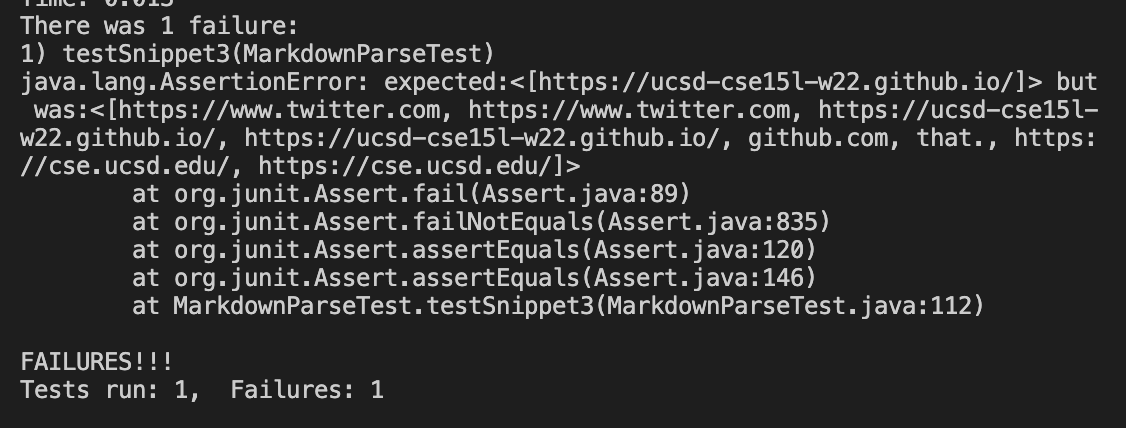 Time: 0.015
There was 1 failure:
1) testSnippet3(MarkdownParseTest)
java.lang.AssertionError: expected:<[https://ucsd-cse15l-w22.github.io/]> but
 was:<[https://www.twitter.com, https://www.twitter.com, https://ucsd-cse15l-
w22.github.io/, https://ucsd-cse15l-w22.github.io/, github.com, that., https:
//cse.ucsd.edu/, https://cse.ucsd.edu/]>
        at org.junit.Assert.fail(Assert.java:89)
        at org.junit.Assert.failNotEquals(Assert.java:835)
        at org.junit.Assert.assertEquals(Assert.java:120)
        at org.junit.Assert.assertEquals(Assert.java:146)
        at MarkdownParseTest.testSnippet3(MarkdownParseTest.java:112)

FAILURES!!!
Tests run: 1,  Failures: 1